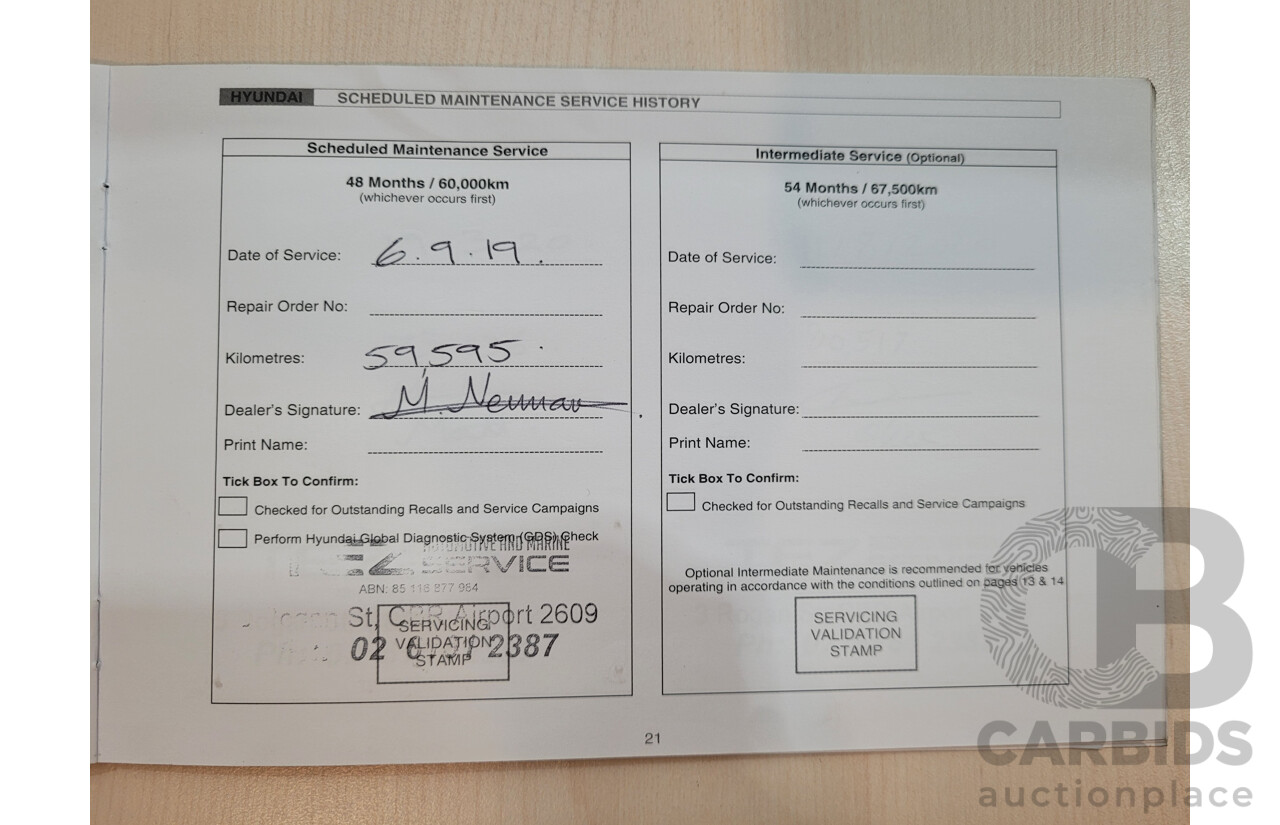 HYUNDAI SCHEDULED MAINTENANCE SERVICE HISTORY
Scheduled Maintenance Service
48 Months / 60,000km
(whichever occurs first)
Date of Service: 6.9.19.
Repair Order No:
Kilometres: 59,595
Dealer's Signature: M. Newman
Print Name:
Tick Box To Confirm:
Checked for Outstanding Recalls and Service Campaigns
Perform Hyundai Global Diagnostic System (GDS) Check
AUTOMOTIVE AND MARINE
SERVICE
ABN: 85 118 877 984
St, CBR Airport 2609
02 2387
SERVICING
VALIDATION
STAMP
Intermediate Service (Optional)
54 Months / 67,500km
(whichever occurs first)
Date of Service:
Repair Order No:
Kilometres:
Dealer's Signature:
Print Name:
Tick Box To Confirm:
Checked for Outstanding Recalls and Service Campaigns
Optional Intermediate Maintenance is recommended for vehicles
operating in accordance with the conditions outlined on pages 13 & 14
SERVICING
VALIDATION
STAMP
21
CB
CARBIDS
auctionplace